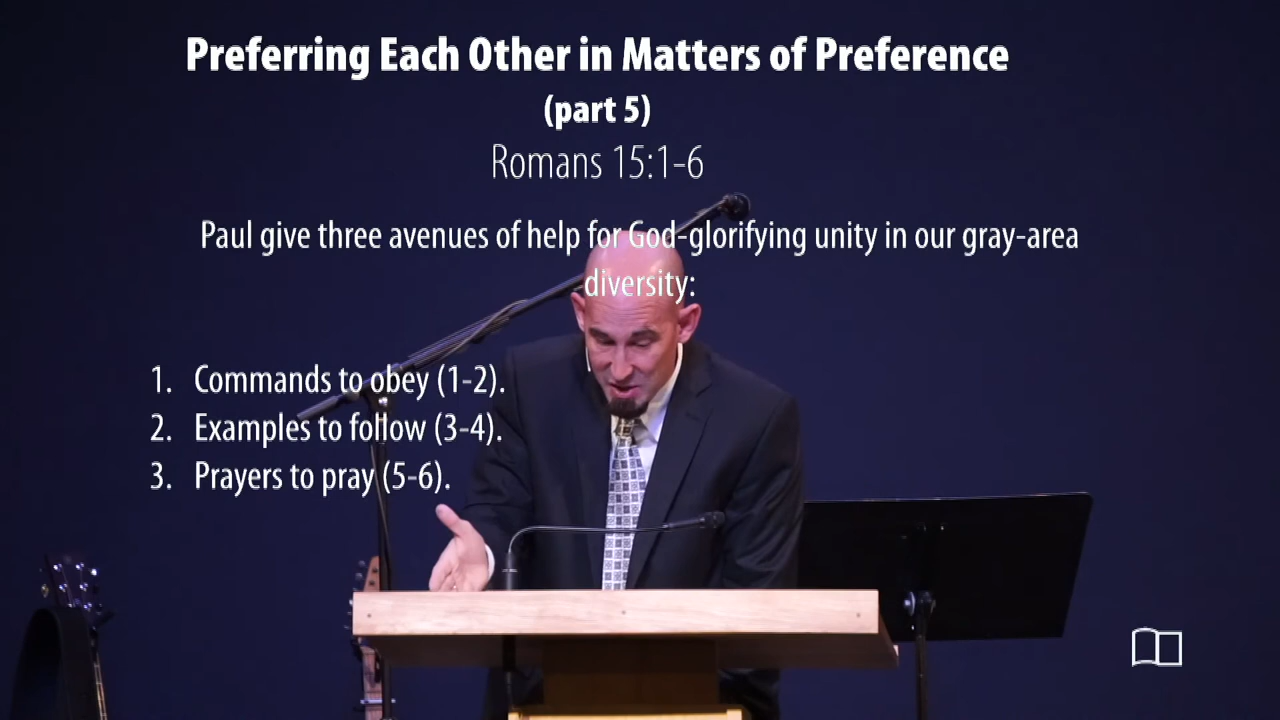 Preferring Each Other in Matters of Preference
(part 5)
Romans 15:1-6
Paul give three avenues of help for God-glorifying unity in our gray-area
diversity:
1. Commands to obey (1-2).
2. Examples to follow (3-4).
3. Prayers to pray (5-6).